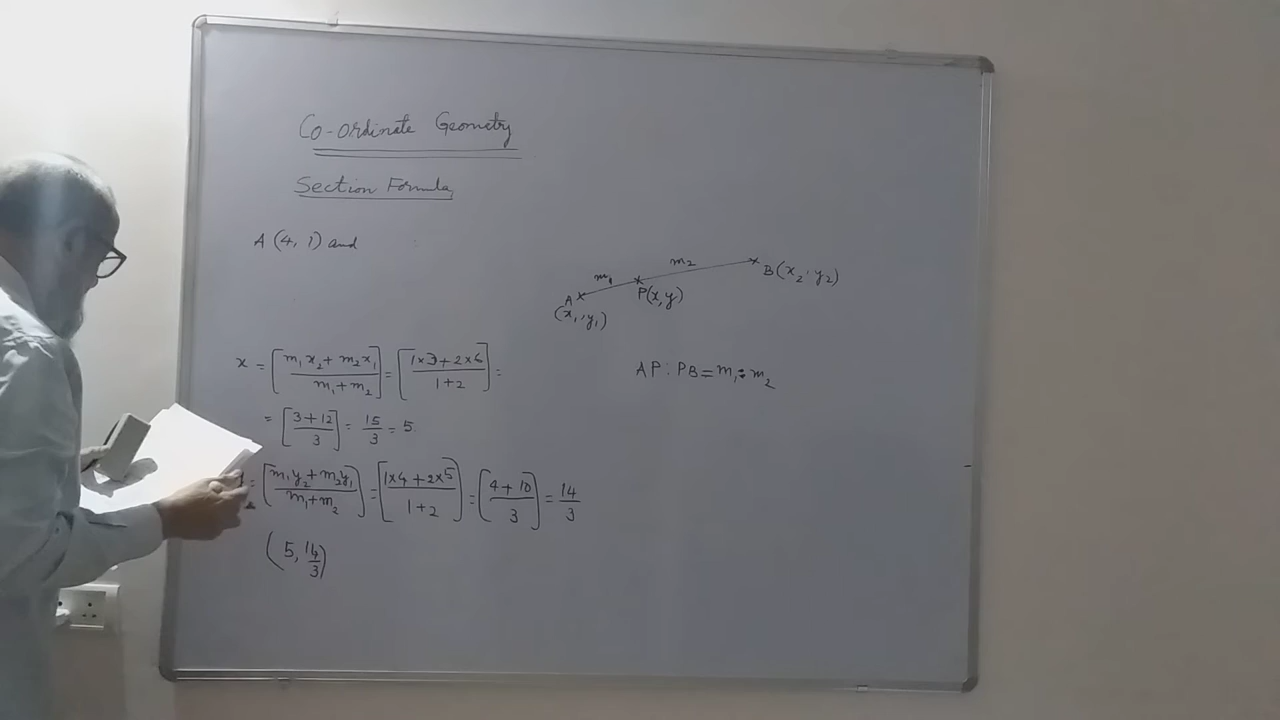 Co-ordinate Geometry
Section Formula
A (4, 1) and
m₁ m₂
A P(x, y) B(x₂, y₂)
(x₁, y₁)
x = [m₁x₂ + m₂x₁ / m₁ + m₂] = [1×3 + 2×6 / 1+2] =
AP : PB = m₁ : m₂
= [3 + 12 / 3] = 15/3 = 5
= [m₁y₂ + m₂y₁ / m₁ + m₂] = [1×4 + 2×5 / 1+2] = [4 + 10 / 3] = 14/3
(5, 14/3)